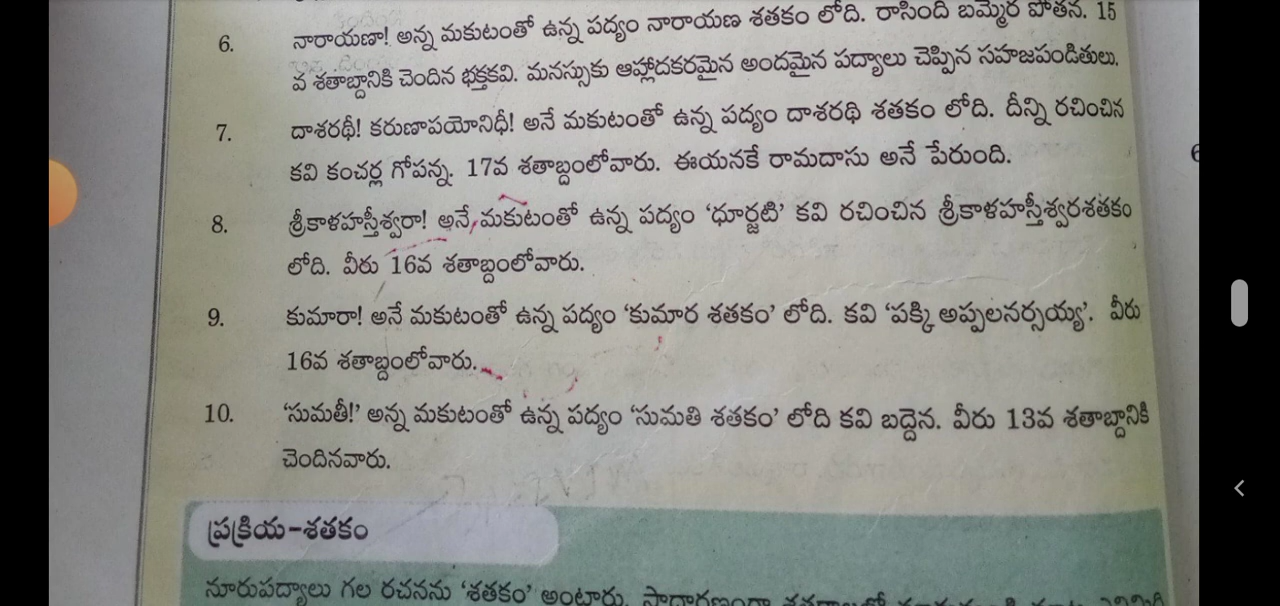 6. నారాయణా! అన్న మకుటంతో ఉన్న పద్యం నారాయణ శతకం లోది. రాసింది బమ్మెర పోతన. 15
వ శతాబ్దానికి చెందిన భక్తకవి. మనస్సుకు ఆహ్లాదకరమైన అందమైన పద్యాలు చెప్పిన సహజపండితులు.
7. దాశరథీ! కరుణాపయోనిధీ! అనే మకుటంతో ఉన్న పద్యం దాశరథి శతకం లోది. దీన్ని రచించిన
కవి కంచర్ల గోపన్న. 17వ శతాబ్దంలోవారు. ఈయనకే రామదాసు అనే పేరుంది.
8. శ్రీకాళహస్తీశ్వరా! అనే మకుటంతో ఉన్న పద్యం ‘ధూర్జటి’ కవి రచించిన శ్రీకాళహస్తీశ్వరశతకం
లోది. వీరు 16వ శతాబ్దంలోవారు.
9. కుమారా! అనే మకుటంతో ఉన్న పద్యం ‘కుమార శతకం’ లోది. కవి ‘పక్కి అప్పలనర్సయ్య’. వీరు
16వ శతాబ్దంలోవారు.
10. ‘సుమతీ!’ అన్న మకుటంతో ఉన్న పద్యం ‘సుమతి శతకం’ లోది కవి బద్దెన. వీరు 13వ శతాబ్దానికి
చెందినవారు.
ప్రక్రియ-శతకం
నూరుపద్యాలు గల రచనను ‘శతకం’ అంటారు. సాధారణంగా